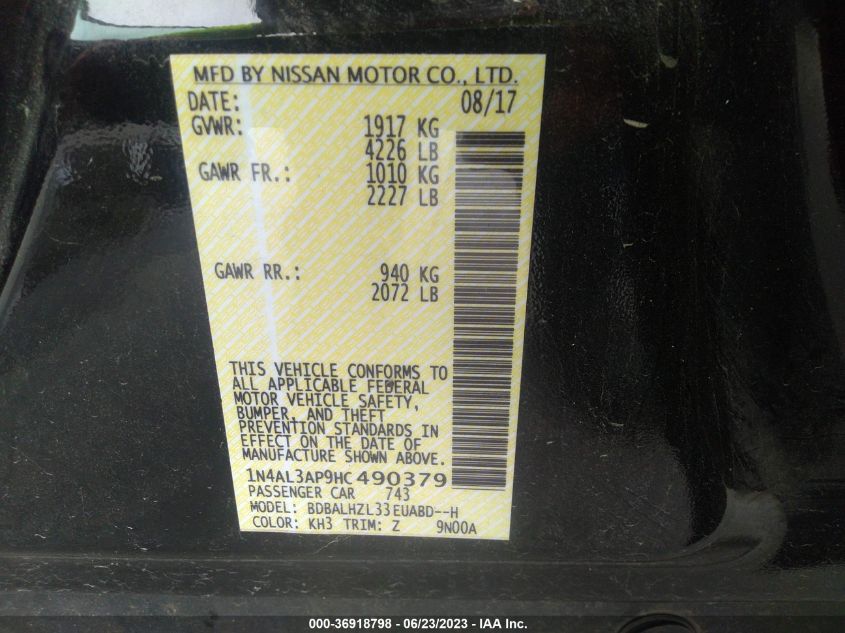 MFD BY NISSAN MOTOR CO., LTD.
DATE: 08/17
GVWR: 1917 KG
4226 LB
GAWR FR.: 1010 KG
2227 LB
GAWR RR.: 940 KG
2072 LB
THIS VEHICLE CONFORMS TO
ALL APPLICABLE FEDERAL
MOTOR VEHICLE SAFETY,
BUMPER, AND THEFT
PREVENTION STANDARDS IN
EFFECT ON THE DATE OF
MANUFACTURE SHOWN ABOVE.
1N4AL3AP9HC490379
PASSENGER CAR 743
MODEL: BDBALHZL33EUABD--H
COLOR: KH3 TRIM: Z 9N00A
000-36918798 - 06/23/2023 - IAA Inc.